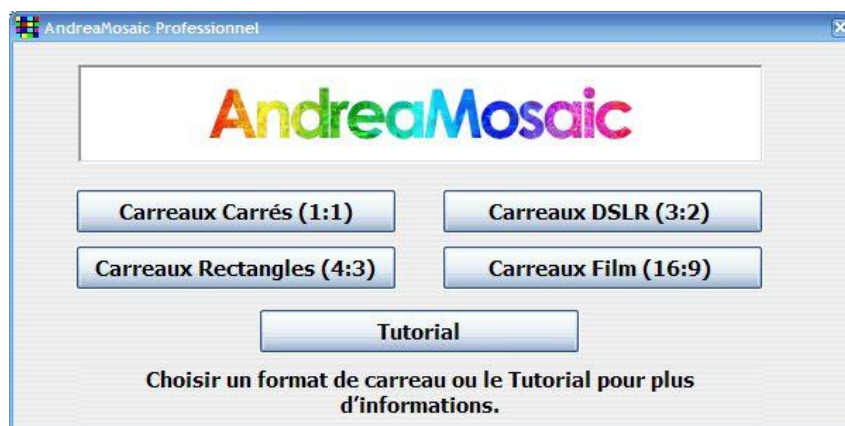 AndreaMosaic Professionnel
AndreaMosaic
Carreaux Carrés (1:1)
Carreaux DSLR (3:2)
Carreaux Rectangles (4:3)
Carreaux Film (16:9)
Tutorial
Choisir un format de carreau ou le Tutorial pour plus
d'informations.